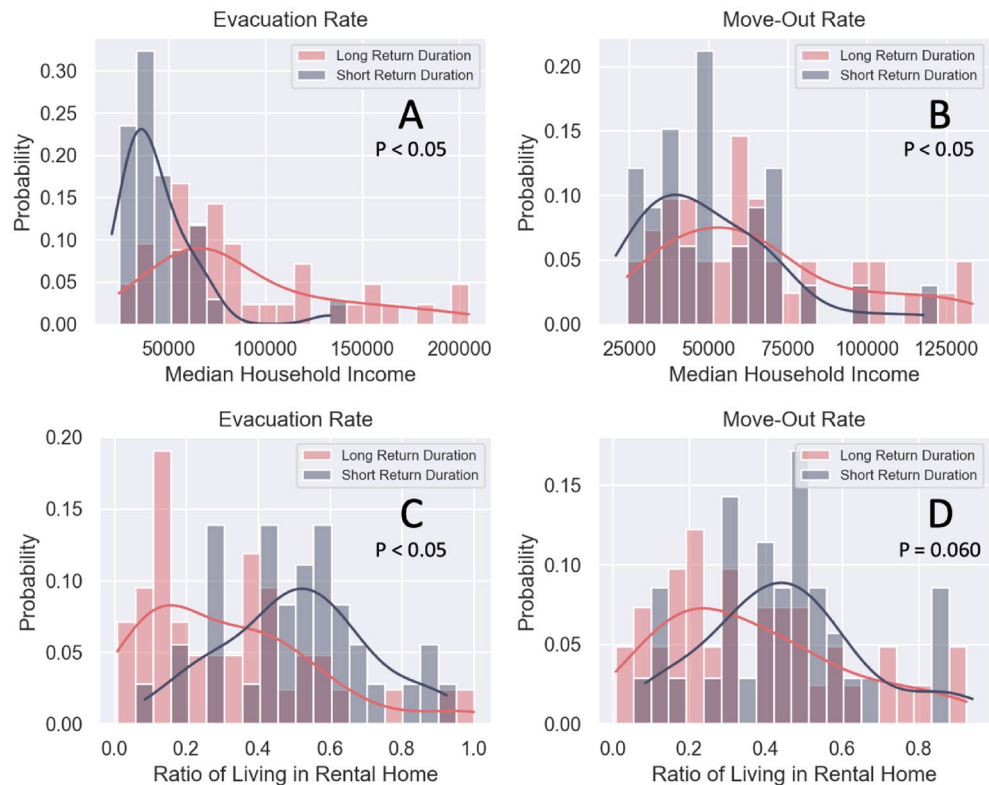 Evacuation Rate
Long Return Duration
Short Return Duration
A
P < 0.05
Probability
0.30
0.25
0.20
0.15
0.10
0.05
0.00
50000 100000 150000 200000
Median Household Income
Move-Out Rate
Long Return Duration
Short Return Duration
B
P < 0.05
Probability
0.20
0.15
0.10
0.05
0.00
25000 50000 75000 100000 125000
Median Household Income
Evacuation Rate
Long Return Duration
Short Return Duration
C
P < 0.05
Probability
0.20
0.15
0.10
0.05
0.00
0.0 0.2 0.4 0.6 0.8 1.0
Ratio of Living in Rental Home
Move-Out Rate
Long Return Duration
Short Return Duration
D
P = 0.060
Probability
0.15
0.10
0.05
0.00
0.0 0.2 0.4 0.6 0.8
Ratio of Living in Rental Home